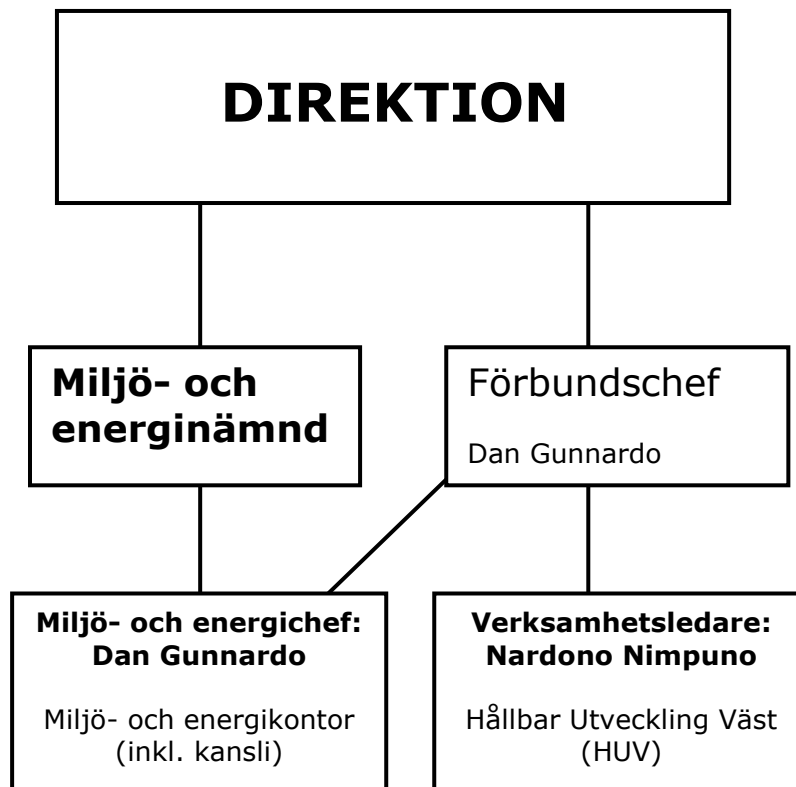 DIREKTION
Miljö- och
energinämnd
Förbundschef
Dan Gunnardo
Miljö- och energichef:
Dan Gunnardo
Miljö- och energikontor
(inkl. kansli)
Verksamhetsledare:
Nardono Nimpuno
Hållbar Utveckling Väst
(HUV)